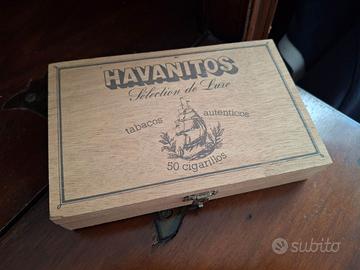 HAVANITOS
Sélection de Luxe
tabacos autenticos
50 cigarillos
subito